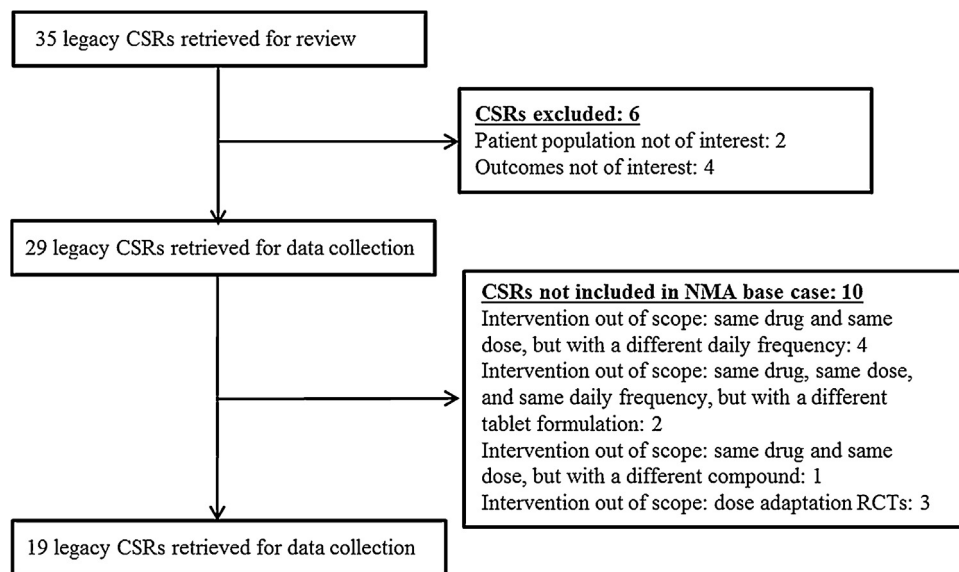 35 legacy CSRs retrieved for review
CSRs excluded: 6
Patient population not of interest: 2
Outcomes not of interest: 4
29 legacy CSRs retrieved for data collection
CSRs not included in NMA base case: 10
Intervention out of scope: same drug and same
dose, but with a different daily frequency: 4
Intervention out of scope: same drug, same dose,
and same daily frequency, but with a different
tablet formulation: 2
Intervention out of scope: same drug and same
dose, but with a different compound: 1
Intervention out of scope: dose adaptation RCTs: 3
19 legacy CSRs retrieved for data collection